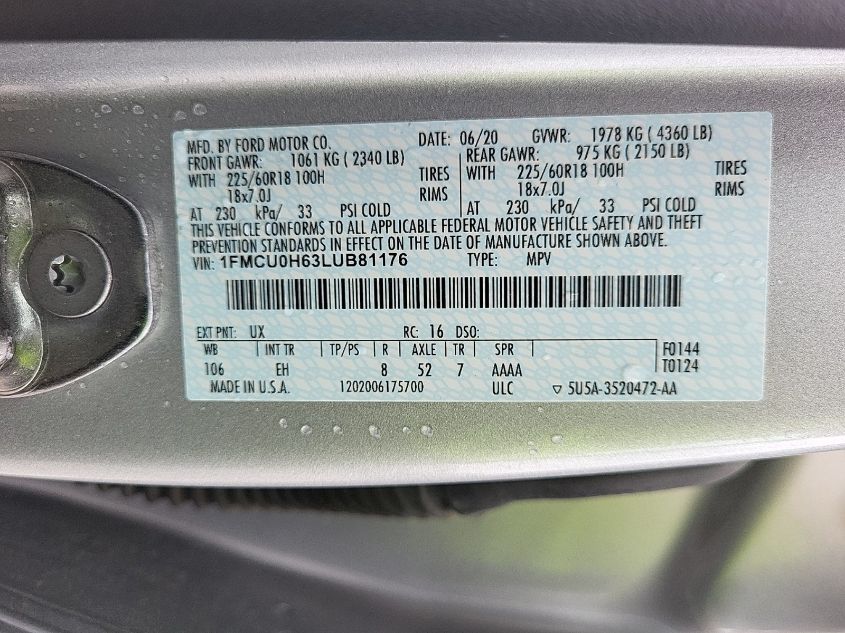 MFD. BY FORD MOTOR CO. DATE: 06/20 GVWR: 1978 KG ( 4360 LB)
FRONT GAWR: 1061 KG ( 2340 LB) REAR GAWR: 975 KG ( 2150 LB)
WITH 225/60R18 100H TIRES WITH 225/60R18 100H TIRES
18x7.0J RIMS 18x7.0J RIMS
AT 230 kPa/ 33 PSI COLD AT 230 kPa/ 33 PSI COLD
THIS VEHICLE CONFORMS TO ALL APPLICABLE FEDERAL MOTOR VEHICLE SAFETY AND THEFT
PREVENTION STANDARDS IN EFFECT ON THE DATE OF MANUFACTURE SHOWN ABOVE.
VIN: 1FMCU0H63LUB81176 TYPE: MPV
EXT PNT: UX RC: 16 DSO:
WB INT TR TP/PS R AXLE TR SPR F0144
106 EH 8 52 7 AAAA T0124
MADE IN U.S.A. 1202006175700 ULC ▽ 5U5A-3520472-AA